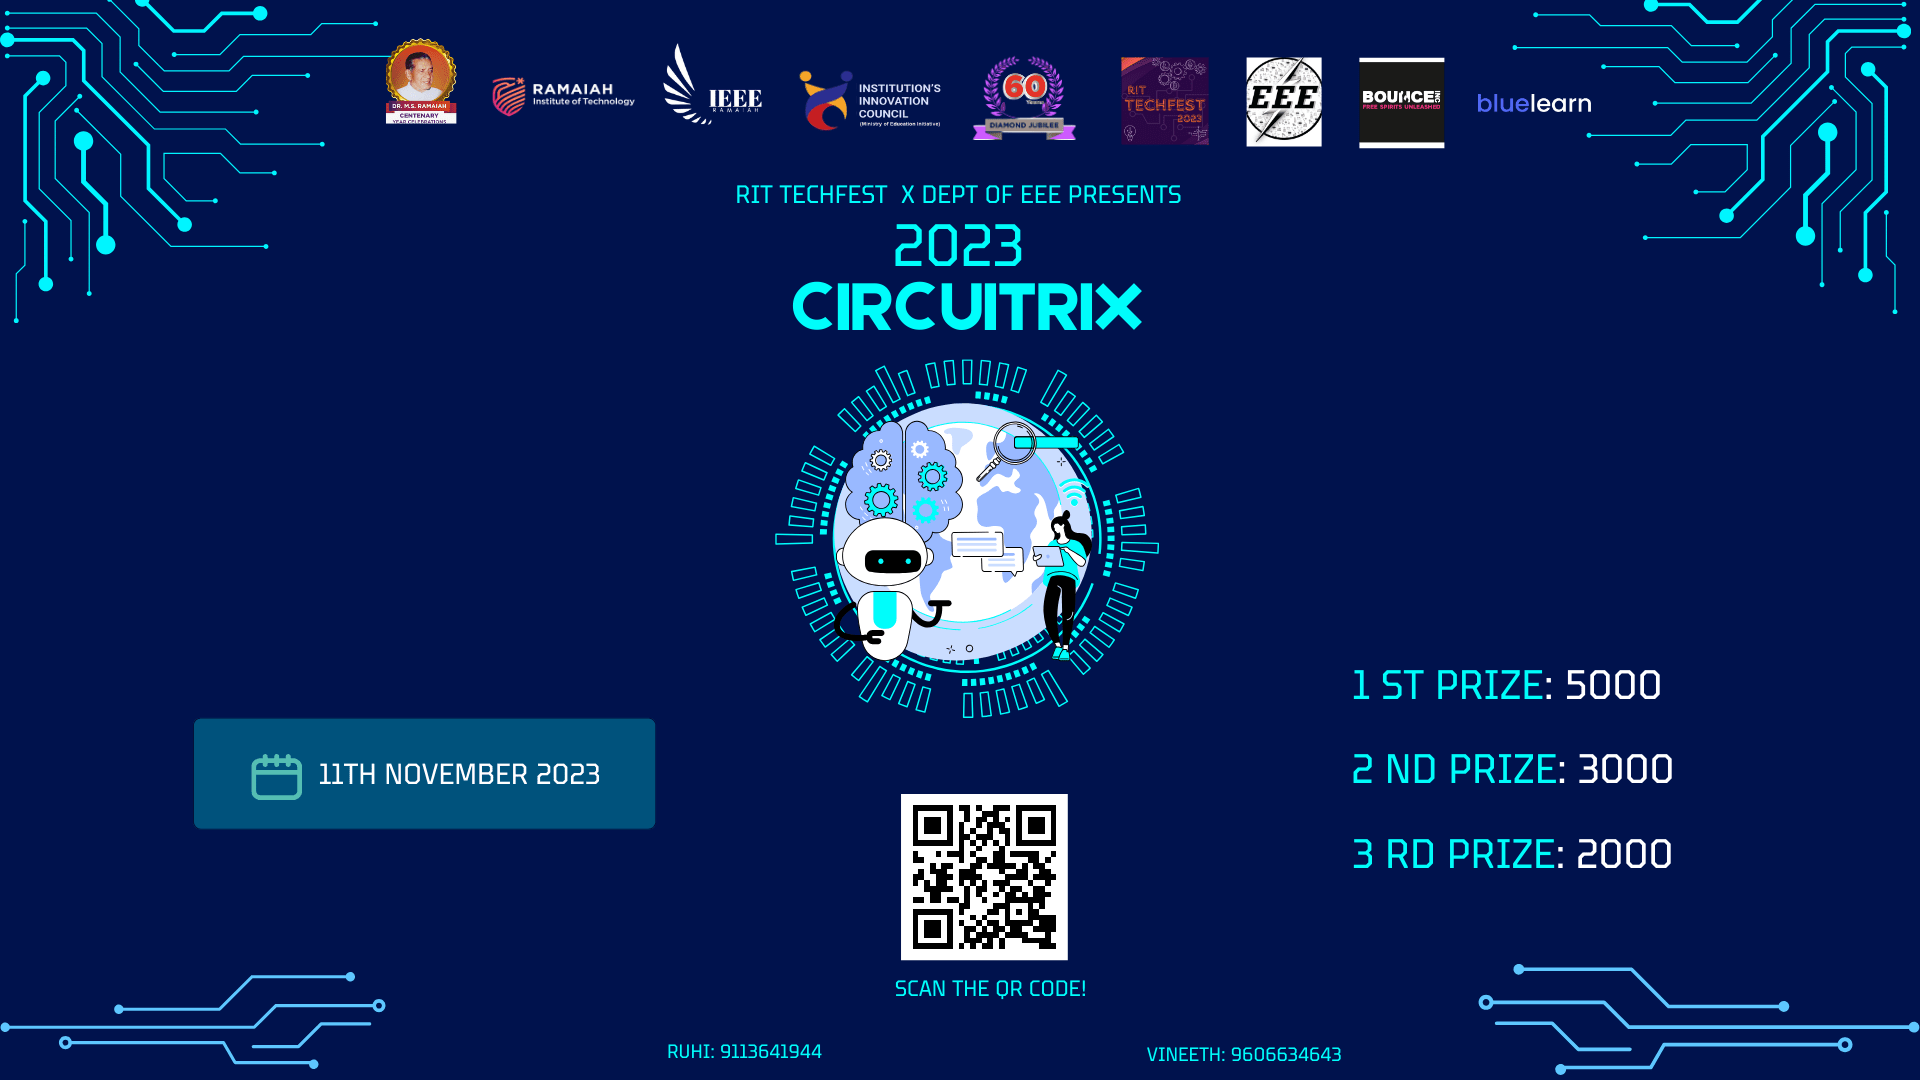 DR. M.S. RAMAIAH
CENTENARY
YEAR CELEBRATIONS
RAMAIAH
Institute of Technology
IEEE
RAMAIAH
INSTITUTION'S
INNOVATION
COUNCIL
(Ministry of Education Initiative)
60
DIAMOND JUBILEE
RIT
TECHFEST
2023
EEE
BOUNCE INC
FREE SPIRITS UNLEASHED
bluelearn
RIT TECHFEST X DEPT OF EEE PRESENTS
2023
CIRCUITRIX
1 ST PRIZE: 5000
2 ND PRIZE: 3000
3 RD PRIZE: 2000
11TH NOVEMBER 2023
SCAN THE QR CODE!
RUHI: 9113641944
VINEETH: 9606634643